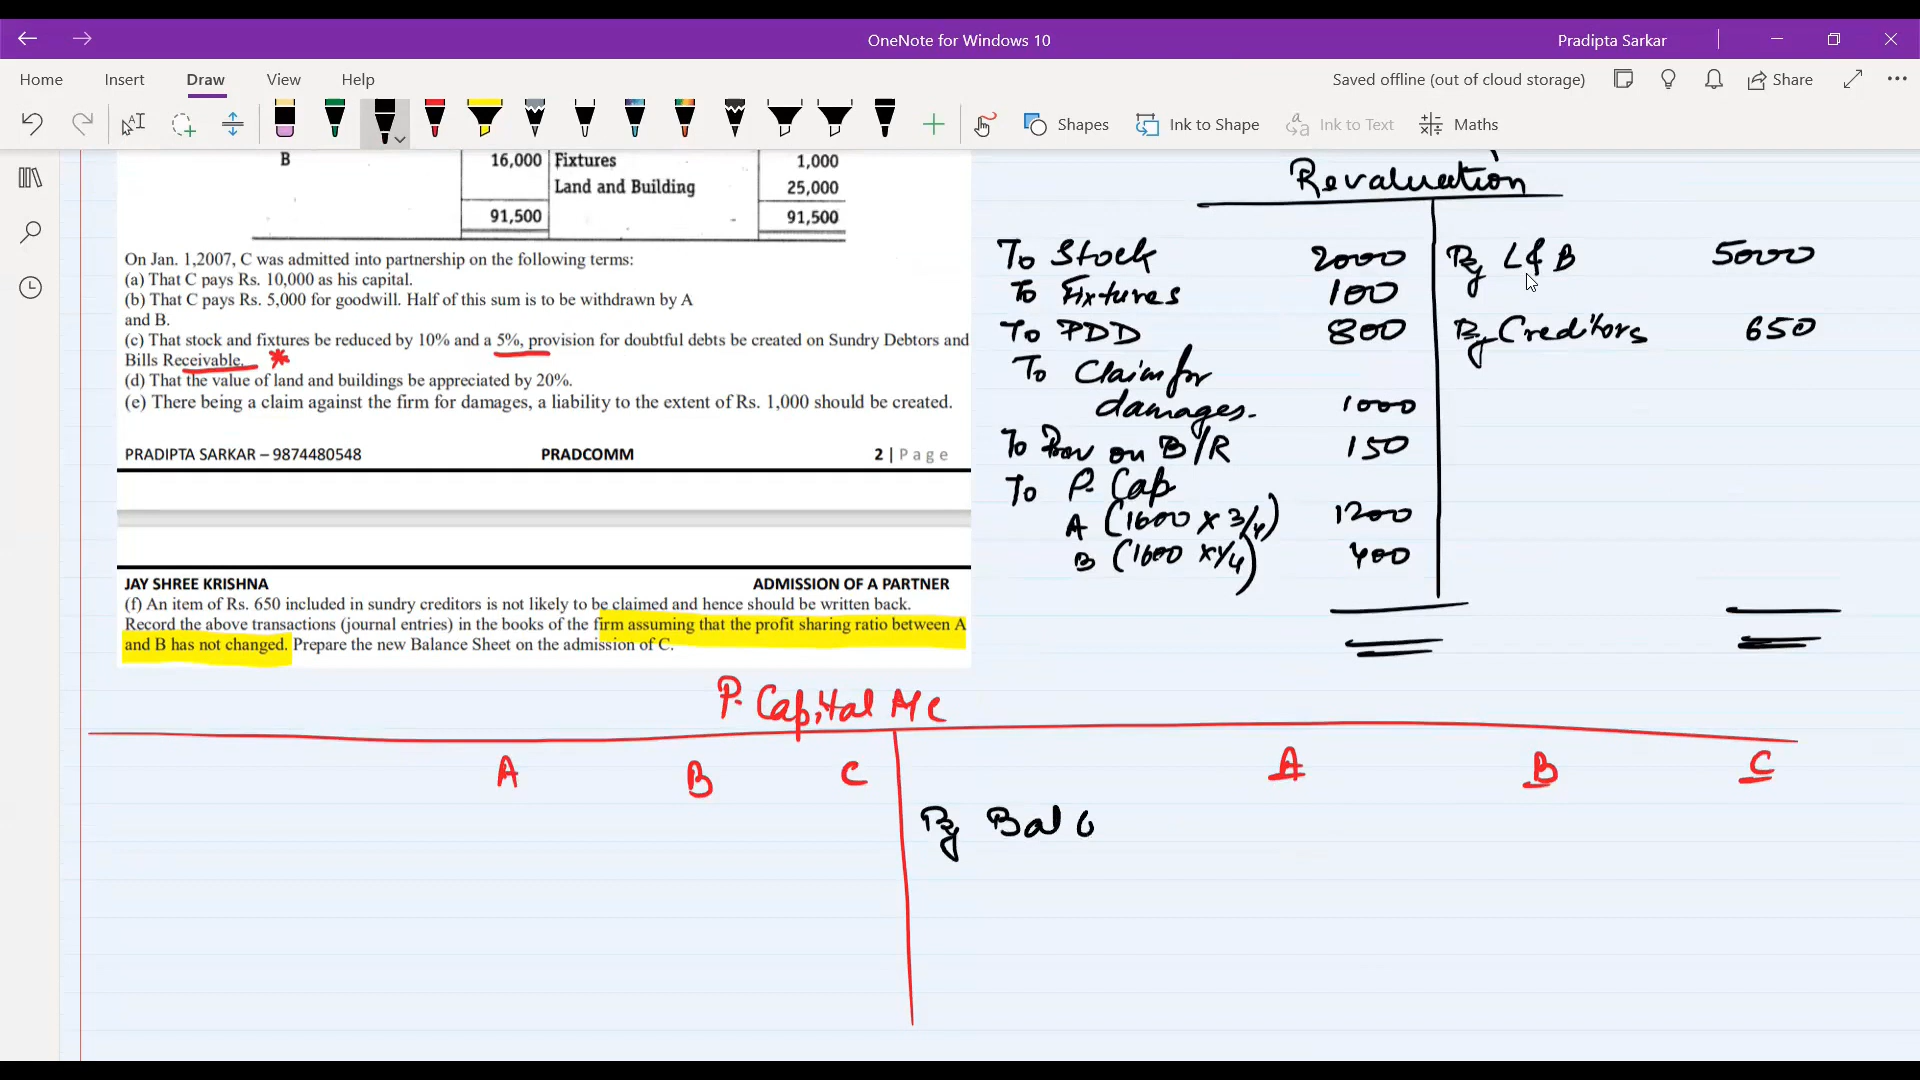 OneNote for Windows 10
Pradipta Sarkar
Home Insert Draw View Help
Saved offline (out of cloud storage) Share
Shapes Ink to Shape Ink to Text Maths
B 16,000 Fixtures 1,000
Land and Building 25,000
91,500 91,500
On Jan. 1,2007, C was admitted into partnership on the following terms:
(a) That C pays Rs. 10,000 as his capital.
(b) That C pays Rs. 5,000 for goodwill. Half of this sum is to be withdrawn by A
and B.
(c) That stock and fixtures be reduced by 10% and a 5%, provision for doubtful debts be created on Sundry Debtors and
Bills Receivable. *
(d) That the value of land and buildings be appreciated by 20%.
(e) There being a claim against the firm for damages, a liability to the extent of Rs. 1,000 should be created.
PRADIPTA SARKAR – 9874480548 PRADCOMM 2 | Page
JAY SHREE KRISHNA ADMISSION OF A PARTNER
(f) An item of Rs. 650 included in sundry creditors is not likely to be claimed and hence should be written back.
Record the above transactions (journal entries) in the books of the firm assuming that the profit sharing ratio between A
and B has not changed. Prepare the new Balance Sheet on the admission of C.
Revaluation
To Stock 2000 By L & B 5000
To Fixtures 100
To PDD 800 By Creditors 650
To Claim for
damages. 1000
To Prov on B/R 150
To P. Cap
A (1600 x 3/4) 1200
B (1600 x 1/4) 400
P. Capital A/c
A B C A B C
By Bal